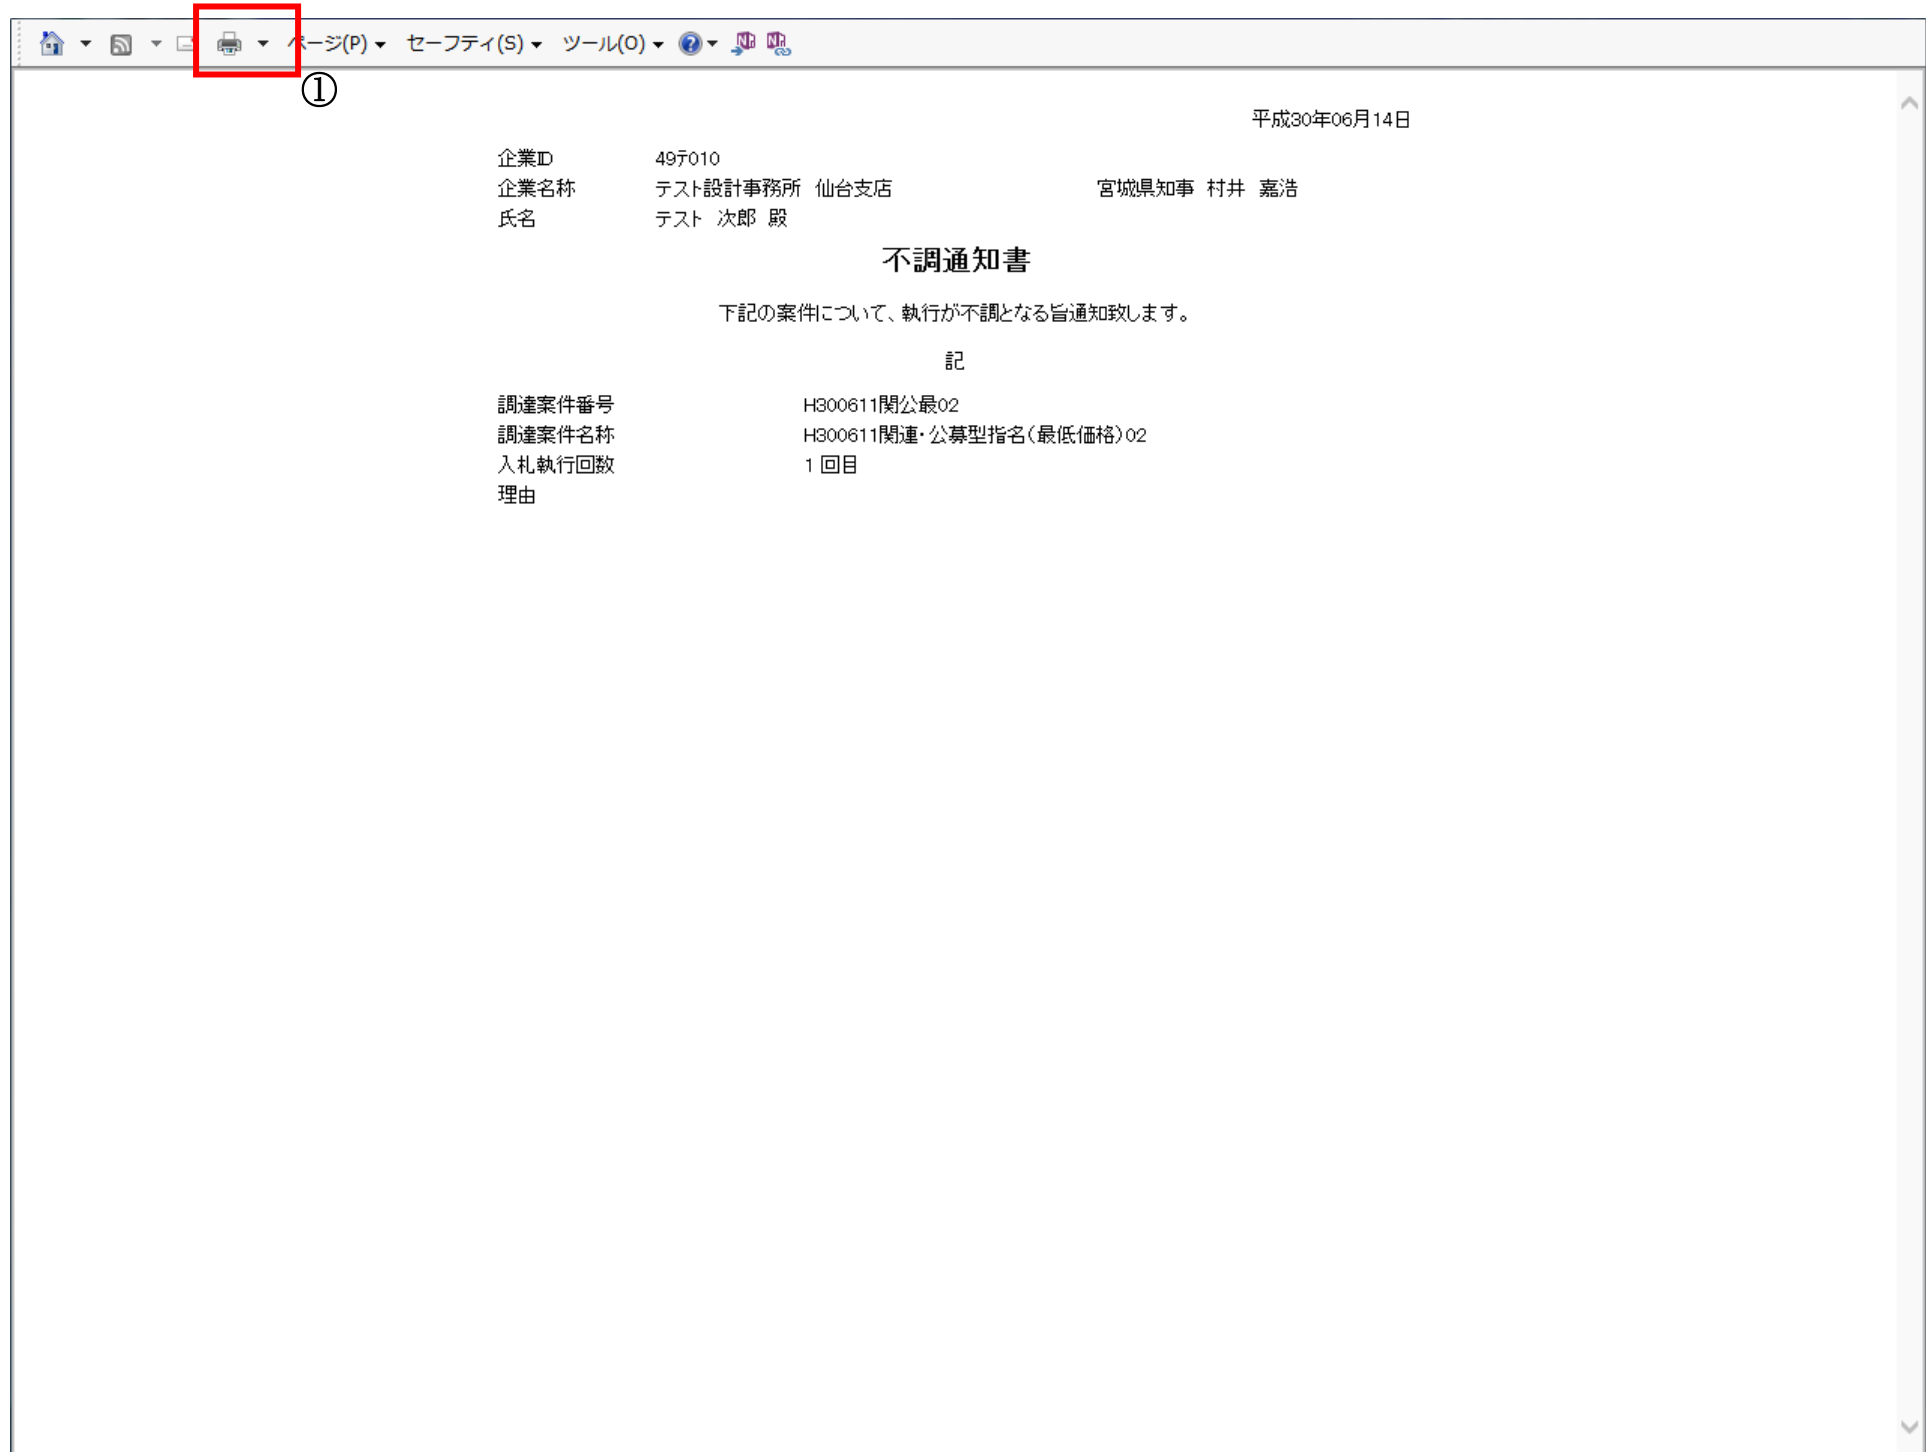 ページ(P) セーフティ(S) ツール(O)
①
平成30年06月14日
企業ID 49ﾃ010
企業名称 テスト設計事務所 仙台支店 宮城県知事 村井 嘉浩
氏名 テスト 次郎 殿
不調通知書
下記の案件について、執行が不調となる旨通知致します。
記
調達案件番号 H300611関公最02
調達案件名称 H300611関連・公募型指名（最低価格）02
入札執行回数 1 回目
理由